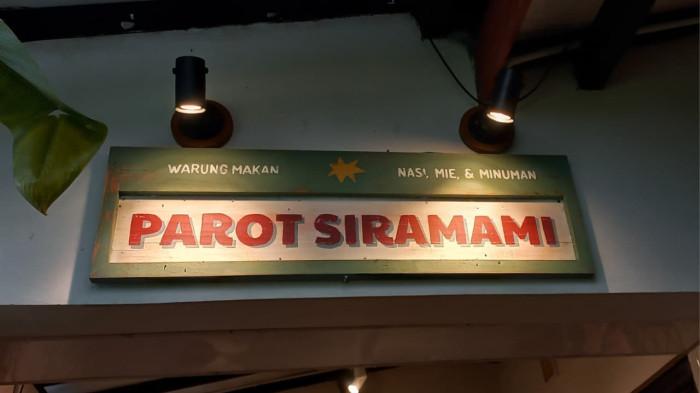 WARUNG MAKAN
NASI, MIE, & MINUMAN
PAROT SIRAMAMI